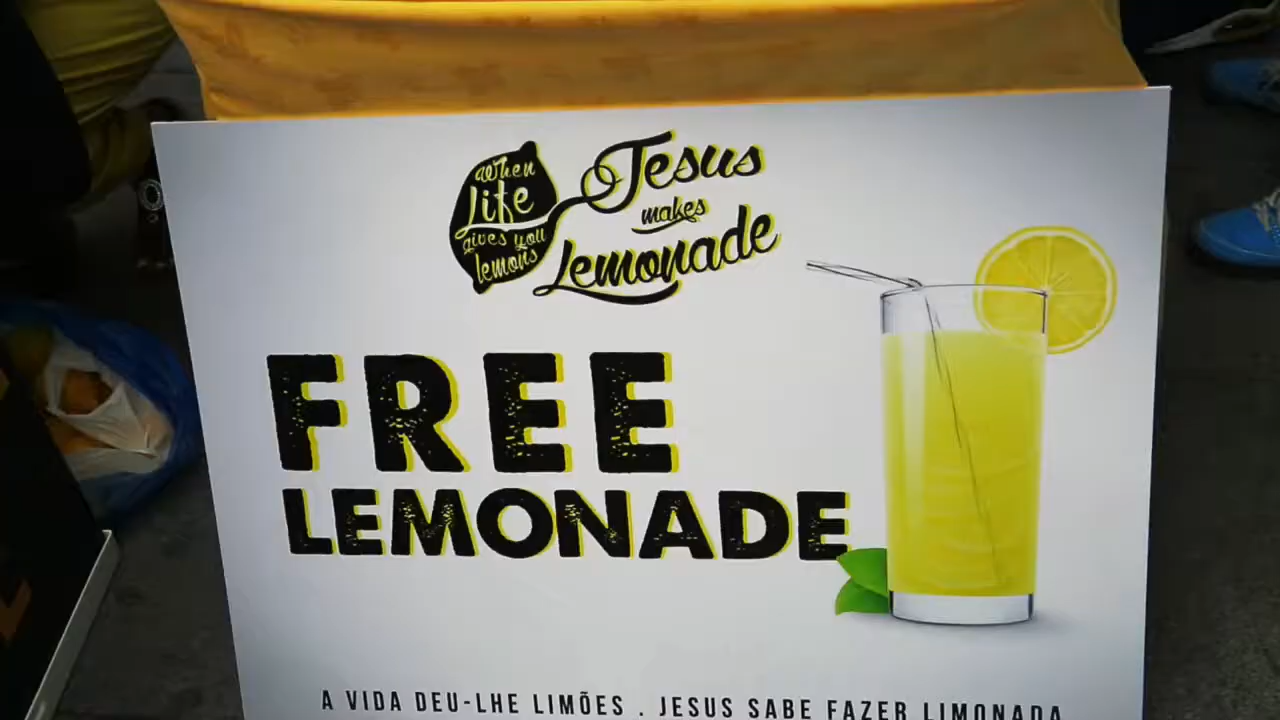 when
Life
gives you
lemons
Jesus
makes
Lemonade
FREE
LEMONADE
A VIDA DEU-LHE LIMÕES . JESUS SABE FAZER LIMONADA